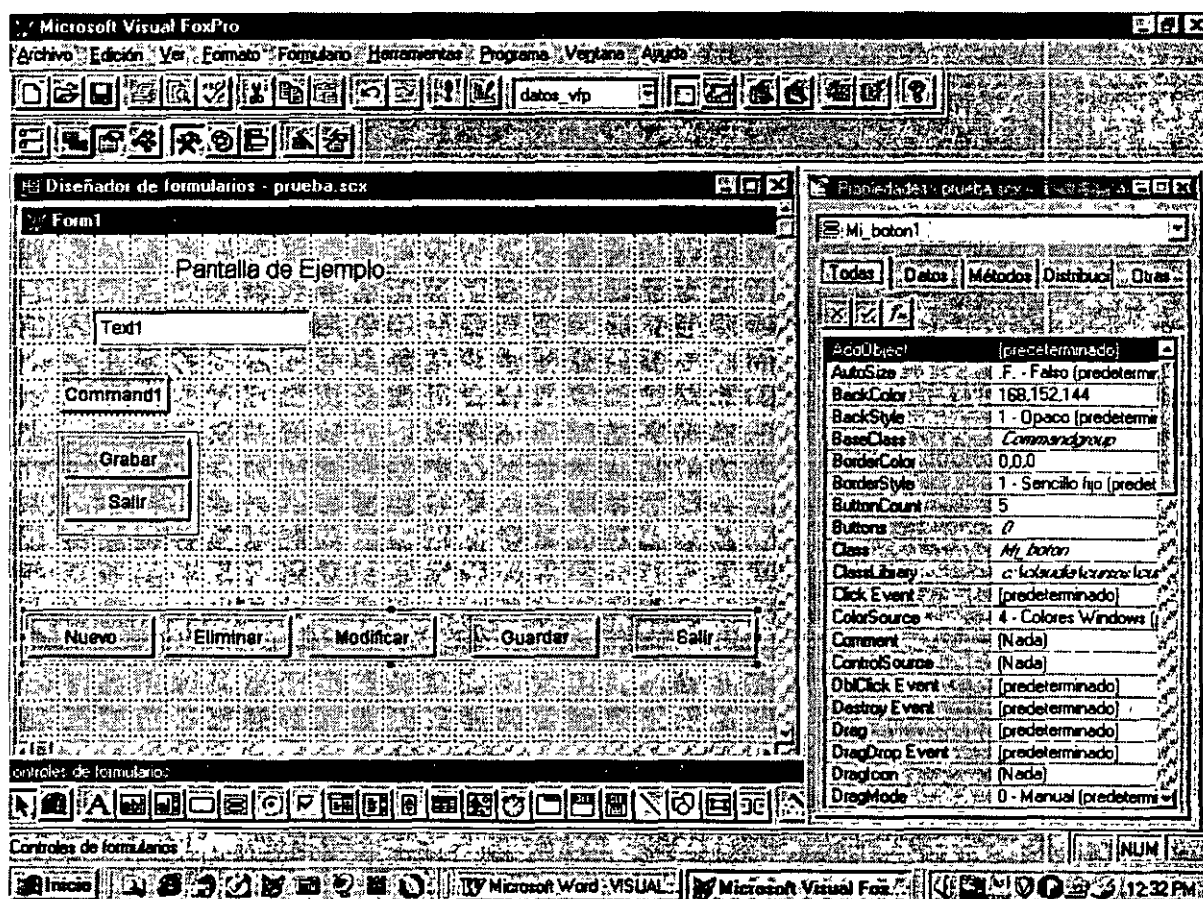 Microsoft Visual FoxPro
Archivo Edición Ver Formato Formulario Herramientas Programa Ventana Ayuda
datos_vfp
Diseñador de formularios - prueba.scx
Form1
Pantalla de Ejemplo
Text1
Command1
Grabar
Salir
Nuevo Eliminar Modificar Guardar Salir
Propiedades - prueba.scx
Mi_boton1
Todas Datos Métodos Distribuci Otras
AddObject [predeterminado]
AutoSize .F. - Falso (predetermin
BackColor 168,152,144
BackStyle 1 - Opaco (predetermin
BaseClass Commandgroup
BorderColor 0,0,0
BorderStyle 1 - Sencillo fijo (predet
ButtonCount 5
Buttons 0
Class Mi_boton
ClassLibrary
Click Event [predeterminado]
ColorSource 4 - Colores Windows (
Comment (Nada)
ControlSource (Nada)
DblClick Event [predeterminado]
Destroy Event [predeterminado]
Drag [predeterminado]
DragDrop Event [predeterminado]
DragIcon (Nada)
DragMode 0 - Manual (predetermi
ontroles de formularios
Controles de formularios
NUM
Inicio Microsoft Word - VISUAL Microsoft Visual Fox... 12:32 PM